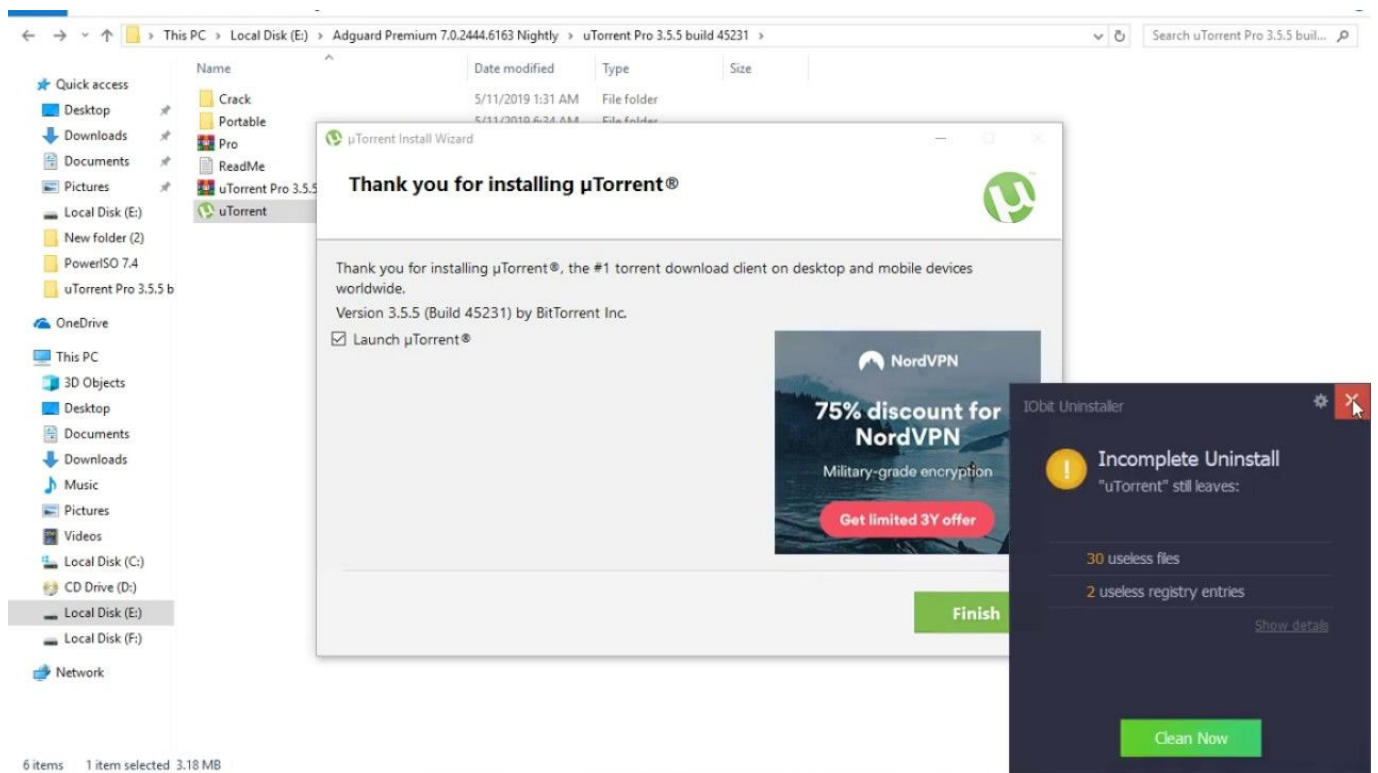 This PC > Local Disk (E:) > Adguard Premium 7.0.2444.6163 Nightly > uTorrent Pro 3.5.5 build 45231 >
Search uTorrent Pro 3.5.5 buil...
Quick access
Desktop
Downloads
Documents
Pictures
Local Disk (E:)
New folder (2)
PowerISO 7.4
uTorrent Pro 3.5.5 b
OneDrive
This PC
3D Objects
Desktop
Documents
Downloads
Music
Pictures
Videos
Local Disk (C:)
CD Drive (D:)
Local Disk (E:)
Local Disk (F:)
Network
Name Date modified Type Size
Crack 5/11/2019 1:31 AM File folder
Portable 5/11/2019 6:34 AM File folder
Pro
ReadMe
uTorrent Pro 3.5.5
uTorrent
µTorrent Install Wizard
Thank you for installing µTorrent®
Thank you for installing µTorrent®, the #1 torrent download client on desktop and mobile devices
worldwide.
Version 3.5.5 (Build 45231) by BitTorrent Inc.
Launch µTorrent®
NordVPN
75% discount for
NordVPN
Military-grade encryption
Get limited 3Y offer
Finish
IObit Uninstaller
Incomplete Uninstall
"uTorrent" still leaves:
30 useless files
2 useless registry entries
Show details
Clean Now
6 items 1 item selected 3.18 MB